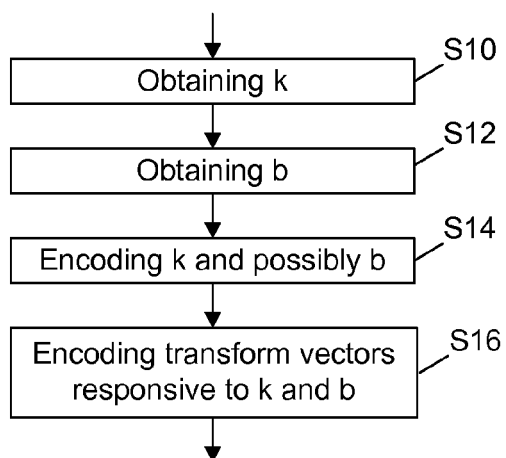 S10
Obtaining k
S12
Obtaining b
S14
Encoding k and possibly b
S16
Encoding transform vectors
responsive to k and b